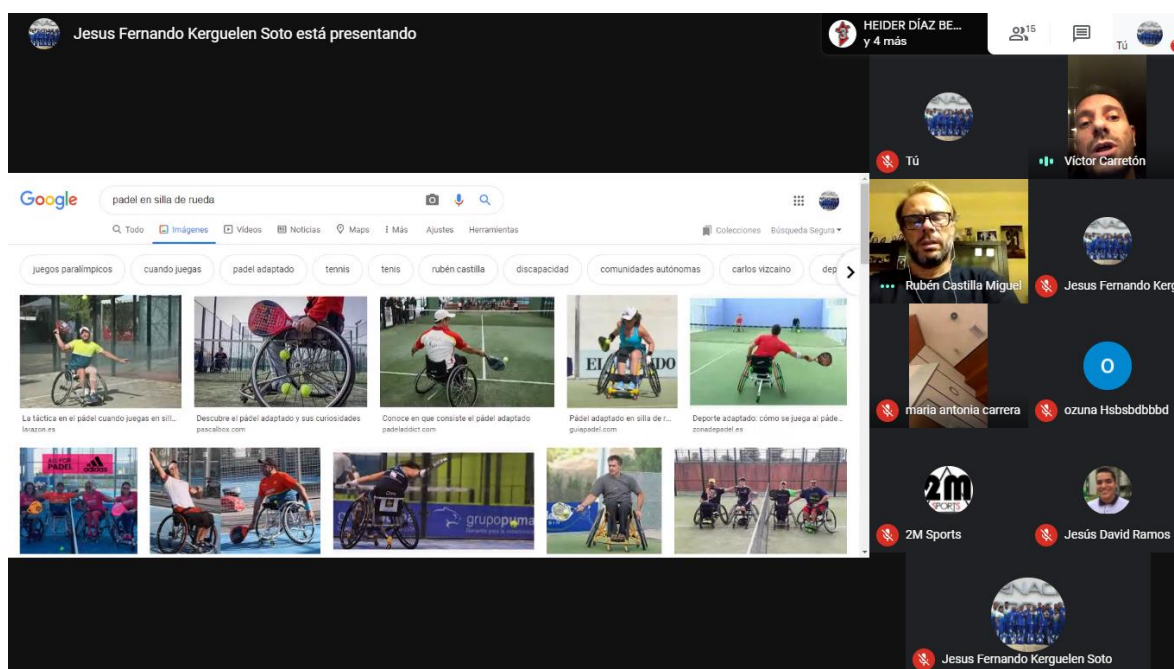 Jesus Fernando Kerguelen Soto está presentando
HEIDER DÍAZ BE...
y 4 más
15
Tú
Tú
Víctor Carretón
Google
padel en silla de rueda
Todo
Imágenes
Vídeos
Noticias
Maps
Más
Ajustes
Herramientas
Colecciones
Búsqueda Segura
juegos paralímpicos
cuando juegas
padel adaptado
tennis
tenis
rubén castilla
discapacidad
comunidades autónomas
carlos vizcaino
dep
Rubén Castilla Miguel
Jesus Fernando Kerg
La táctica en el pádel cuando juegas en sill...
larazon.es
Descubre el pádel adaptado y sus curiosidades
pascalbox.com
Conoce en que consiste el pádel adaptado
padeladdict.com
Pádel adaptado en silla de r...
guiapadel.com
Deporte adaptado: cómo se juega al páde...
zonadepadel.es
maria antonia carrera
O
ozuna Hsbsbdbbbd
PADEL
adidas
grupopuma
2m
SPORTS
2M Sports
Jesús David Ramos
Jesus Fernando Kerguelen Soto